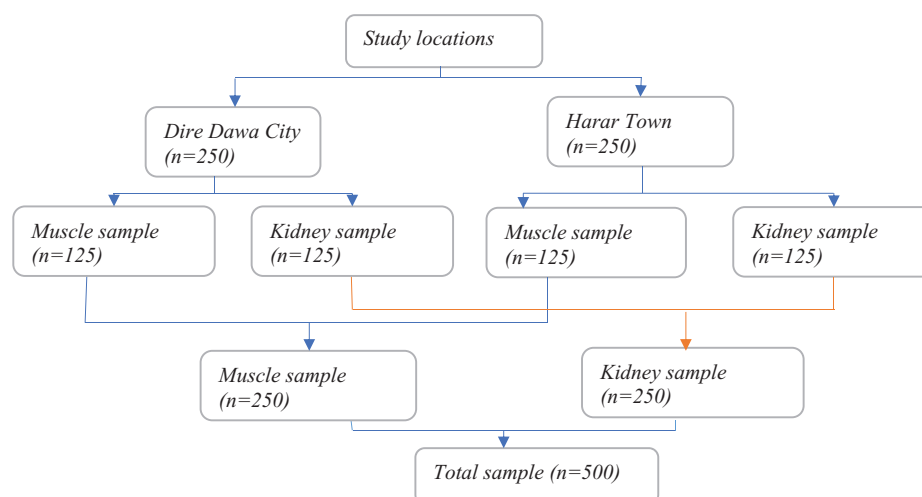 Study locations
Dire Dawa City
(n=250)
Harar Town
(n=250)
Muscle sample
(n=125)
Kidney sample
(n=125)
Muscle sample
(n=125)
Kidney sample
(n=125)
Muscle sample
(n=250)
Kidney sample
(n=250)
Total sample (n=500)